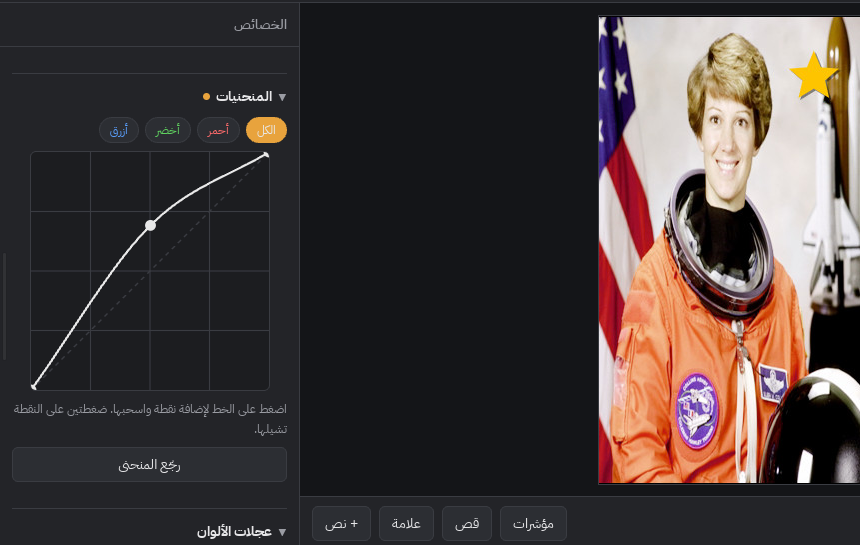 الخصائص
▼ المنحنيات
الكل أحمر أخضر أزرق
اضغط على الخط لإضافة نقطة واسحبها. ضغطتين على النقطة
تشيلها.
رجّع المنحنى
▼ عجلات الألوان
مؤشرات قص علامة + نص